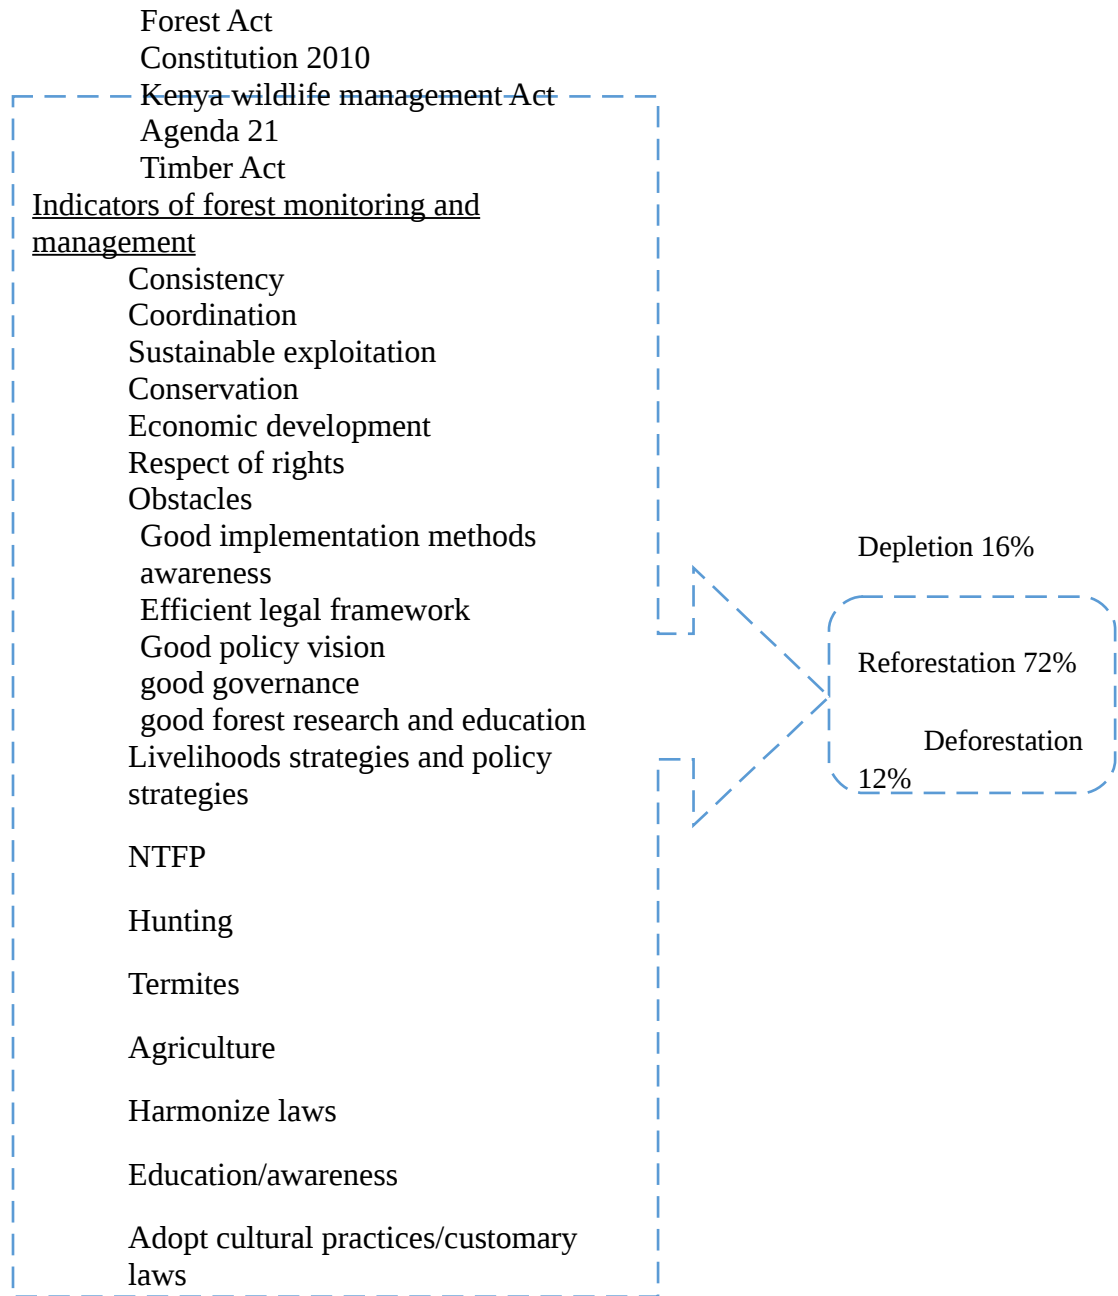 Forest Act
Constitution 2010
Kenya wildlife management Act
Agenda 21
Timber Act
Indicators of forest monitoring and
management
Consistency
Coordination
Sustainable exploitation
Conservation
Economic development
Respect of rights
Obstacles
Good implementation methods
awareness
Efficient legal framework
Good policy vision
good governance
good forest research and education
Livelihoods strategies and policy
strategies
NTFP
Hunting
Termites
Agriculture
Harmonize laws
Education/awareness
Adopt cultural practices/customary
laws
Depletion 16%
Reforestation 72%
Deforestation
12%